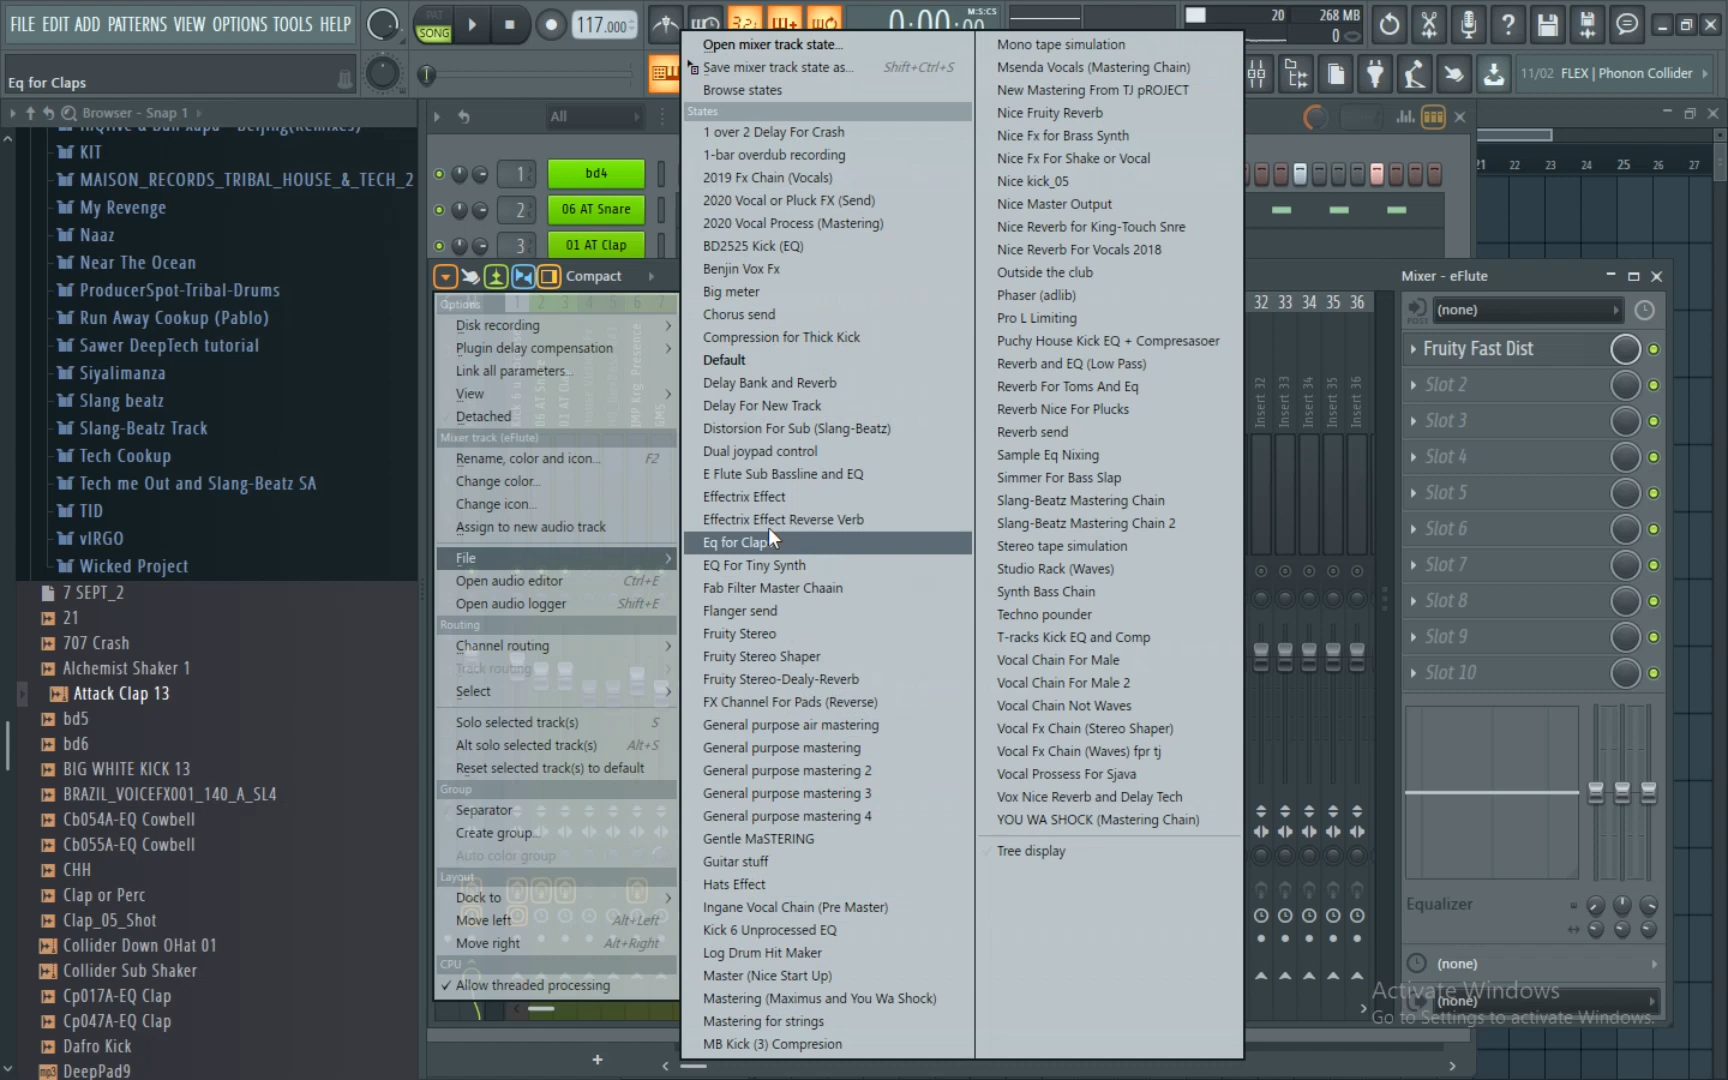 FILE EDIT ADD PATTERNS VIEW OPTIONS TOOLS HELP
PAT
SONG
117.000
3.2.
0:00:00
M:S:CS
20
268 MB
0
Eq for Claps
11/02 FLEX | Phonon Collider
Browser - Snap 1
KIT
MAISON_RECORDS_TRIBAL_HOUSE_&_TECH_2
My Revenge
Naaz
Near The Ocean
ProducerSpot-Tribal-Drums
Run Away Cookup (Pablo)
Sawer DeepTech tutorial
Siyalimanza
Slang beatz
Slang-Beatz Track
Tech Cookup
Tech me Out and Slang-Beatz SA
TID
vIRGO
Wicked Project
7 SEPT_2
21
707 Crash
Alchemist Shaker 1
Attack Clap 13
bd5
bd6
BIG WHITE KICK 13
BRAZIL_VOICEFX001_140_A_SL4
Cb054A-EQ Cowbell
Cb055A-EQ Cowbell
CHH
Clap or Perc
Clap_05_Shot
Collider Down OHat 01
Collider Sub Shaker
Cp017A-EQ Clap
Cp047A-EQ Clap
Dafro Kick
mp3 DeepPad9
All
1 bd4
2 06 AT Snare
3 01 AT Clap
Compact
Options
Disk recording
Plugin delay compensation
Link all parameters...
View
Detached
Mixer track (eFlute)
Rename, color and icon... F2
Change color...
Change icon...
Assign to new audio track
File
Open audio editor Ctrl+E
Open audio logger Shift+E
Routing
Channel routing
Track routing
Select
Solo selected track(s) S
Alt solo selected track(s) Alt+S
Reset selected track(s) to default
Group
Separator
Create group...
Auto color group
Layout
Dock to
Move left Alt+Left
Move right Alt+Right
CPU
Allow threaded processing
Open mixer track state...
Save mixer track state as... Shift+Ctrl+S
Browse states
States
1 over 2 Delay For Crash
1-bar overdub recording
2019 Fx Chain (Vocals)
2020 Vocal or Pluck FX (Send)
2020 Vocal Process (Mastering)
BD2525 Kick (EQ)
Benjin Vox Fx
Big meter
Chorus send
Compression for Thick Kick
Default
Delay Bank and Reverb
Delay For New Track
Distorsion For Sub (Slang-Beatz)
Dual joypad control
E Flute Sub Bassline and EQ
Effectrix Effect
Effectrix Effect Reverse Verb
Eq for Clap
EQ For Tiny Synth
Fab Filter Master Chaain
Flanger send
Fruity Stereo
Fruity Stereo Shaper
Fruity Stereo-Dealy-Reverb
FX Channel For Pads (Reverse)
General purpose air mastering
General purpose mastering
General purpose mastering 2
General purpose mastering 3
General purpose mastering 4
Gentle MaSTERING
Guitar stuff
Hats Effect
Ingane Vocal Chain (Pre Master)
Kick 6 Unprocessed EQ
Log Drum Hit Maker
Master (Nice Start Up)
Mastering (Maximus and You Wa Shock)
Mastering for strings
MB Kick (3) Compresion
Mono tape simulation
Msenda Vocals (Mastering Chain)
New Mastering From TJ pROJECT
Nice Fruity Reverb
Nice Fx for Brass Synth
Nice Fx For Shake or Vocal
Nice kick_05
Nice Master Output
Nice Reverb for King-Touch Snre
Nice Reverb For Vocals 2018
Outside the club
Phaser (adlib)
Pro L Limiting
Puchy House Kick EQ + Compresasoer
Reverb and EQ (Low Pass)
Reverb For Toms And Eq
Reverb Nice For Plucks
Reverb send
Sample Eq Nixing
Simmer For Bass Slap
Slang-Beatz Mastering Chain
Slang-Beatz Mastering Chain 2
Stereo tape simulation
Studio Rack (Waves)
Synth Bass Chain
Techno pounder
T-racks Kick EQ and Comp
Vocal Chain For Male
Vocal Chain For Male 2
Vocal Chain Not Waves
Vocal Fx Chain (Stereo Shaper)
Vocal Fx Chain (Waves) fpr tj
Vocal Prossess For Sjava
Vox Nice Reverb and Delay Tech
YOU WA SHOCK (Mastering Chain)
Tree display
21 22 23 24 25 26 27
32 33 34 35 36
Insert 32
Insert 33
Insert 34
Insert 35
Insert 36
Mixer - eFlute
POST
(none)
Fruity Fast Dist
Slot 2
Slot 3
Slot 4
Slot 5
Slot 6
Slot 7
Slot 8
Slot 9
Slot 10
Equalizer
(none)
(none)
Activate Windows
Go to Settings to activate Windows.